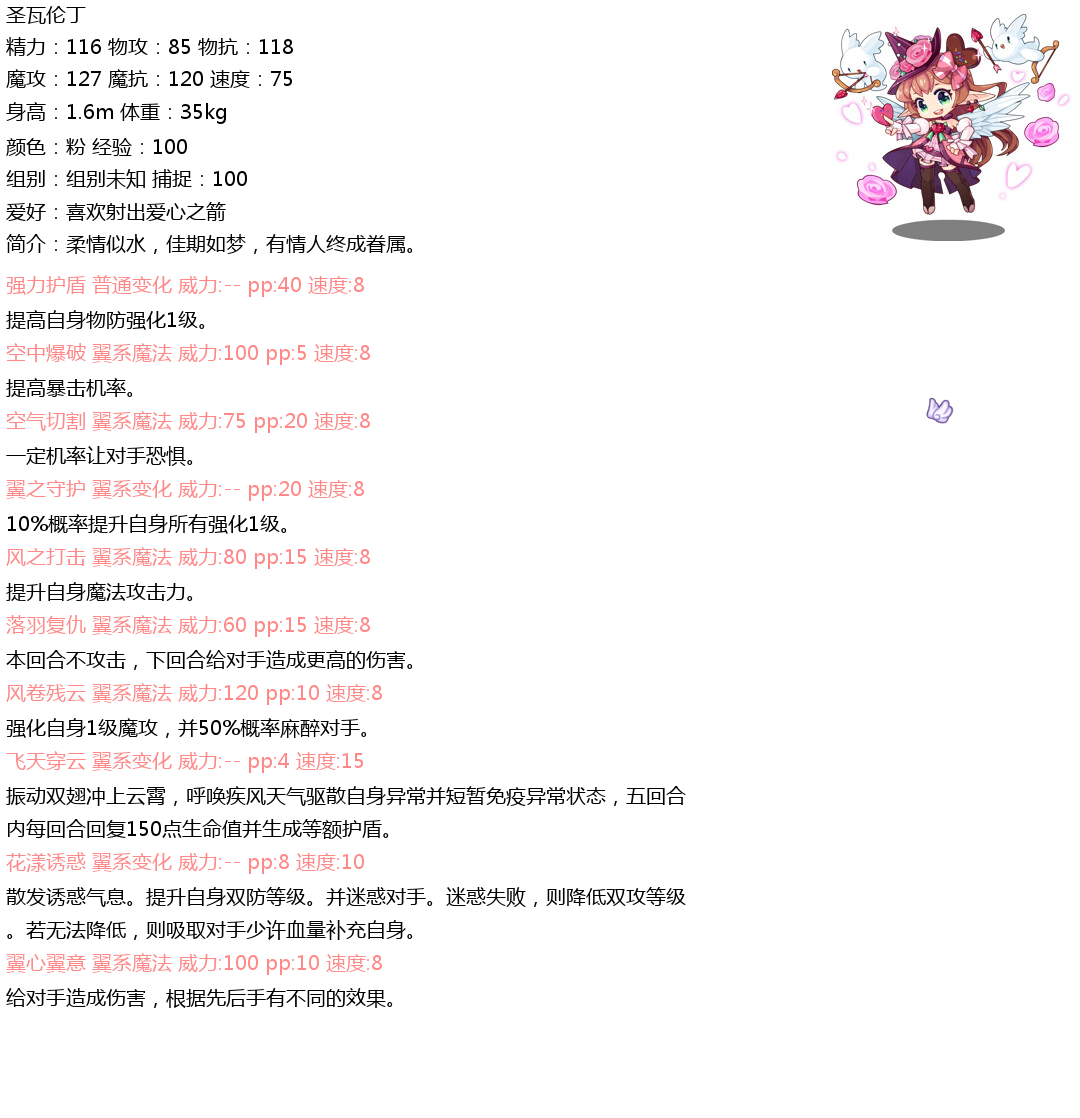 圣瓦伦丁
精力：116 物攻：85 物抗：118
魔攻：127 魔抗：120 速度：75
身高：1.6m 体重：35kg
颜色：粉 经验：100
组别：组别未知 捕捉：100
爱好：喜欢射出爱心之箭
简介：柔情似水，佳期如梦，有情人终成眷属。
强力护盾 普通变化 威力:-- pp:40 速度:8
提高自身物防强化1级。
空中爆破 翼系魔法 威力:100 pp:5 速度:8
提高暴击机率。
空气切割 翼系魔法 威力:75 pp:20 速度:8
一定机率让对手恐惧。
翼之守护 翼系变化 威力:-- pp:20 速度:8
10%概率提升自身所有强化1级。
风之打击 翼系魔法 威力:80 pp:15 速度:8
提升自身魔法攻击力。
落羽复仇 翼系魔法 威力:60 pp:15 速度:8
本回合不攻击，下回合给对手造成更高的伤害。
风卷残云 翼系魔法 威力:120 pp:10 速度:8
强化自身1级魔攻，并50%概率麻醉对手。
飞天穿云 翼系变化 威力:-- pp:4 速度:15
振动双翅冲上云霄，呼唤疾风天气驱散自身异常并短暂免疫异常状态，五回合
内每回合回复150点生命值并生成等额护盾。
花漾诱惑 翼系变化 威力:-- pp:8 速度:10
散发诱惑气息。提升自身双防等级。并迷惑对手。迷惑失败，则降低双攻等级
。若无法降低，则吸取对手少许血量补充自身。
翼心翼意 翼系魔法 威力:100 pp:10 速度:8
给对手造成伤害，根据先后手有不同的效果。